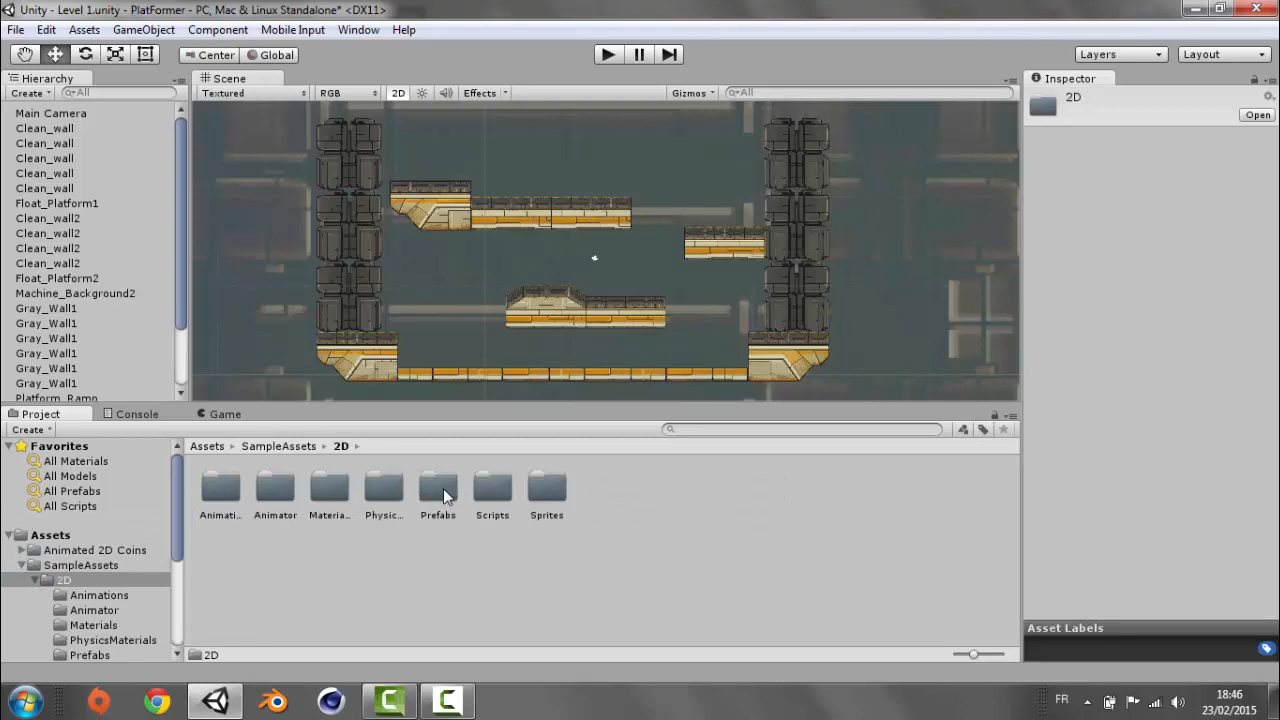 Unity - Level 1.unity - PlatFormer - PC, Mac & Linux Standalone* <DX11>
File Edit Assets GameObject Component Mobile Input Window Help
Center Global Layers Layout
Hierarchy
Create All
Main Camera
Clean_wall
Clean_wall
Clean_wall
Clean_wall
Clean_wall
Float_Platform1
Clean_wall2
Clean_wall2
Clean_wall2
Clean_wall2
Float_Platform2
Machine_Background2
Gray_Wall1
Gray_Wall1
Gray_Wall1
Gray_Wall1
Gray_Wall1
Gray_Wall1
Platform_Ramp
Scene
Textured RGB 2D Effects Gizmos All
Inspector
2D
Open
Project Console Game
Create
Favorites
All Materials
All Models
All Prefabs
All Scripts
Assets
Animated 2D Coins
SampleAssets
2D
Animations
Animator
Materials
PhysicsMaterials
Prefabs
Assets SampleAssets 2D
Animati... Animator Materia... Physic... Prefabs Scripts Sprites
2D
Asset Labels
FR
18:46
23/02/2015